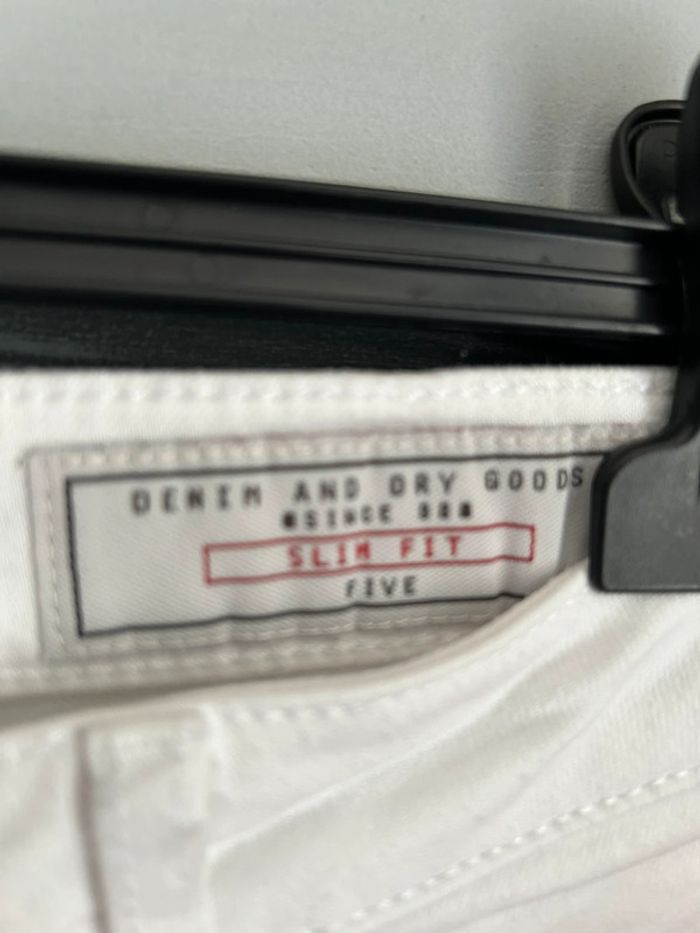 DENIM AND DRY GOODS
SINCE
SLIM FIT
FIVE